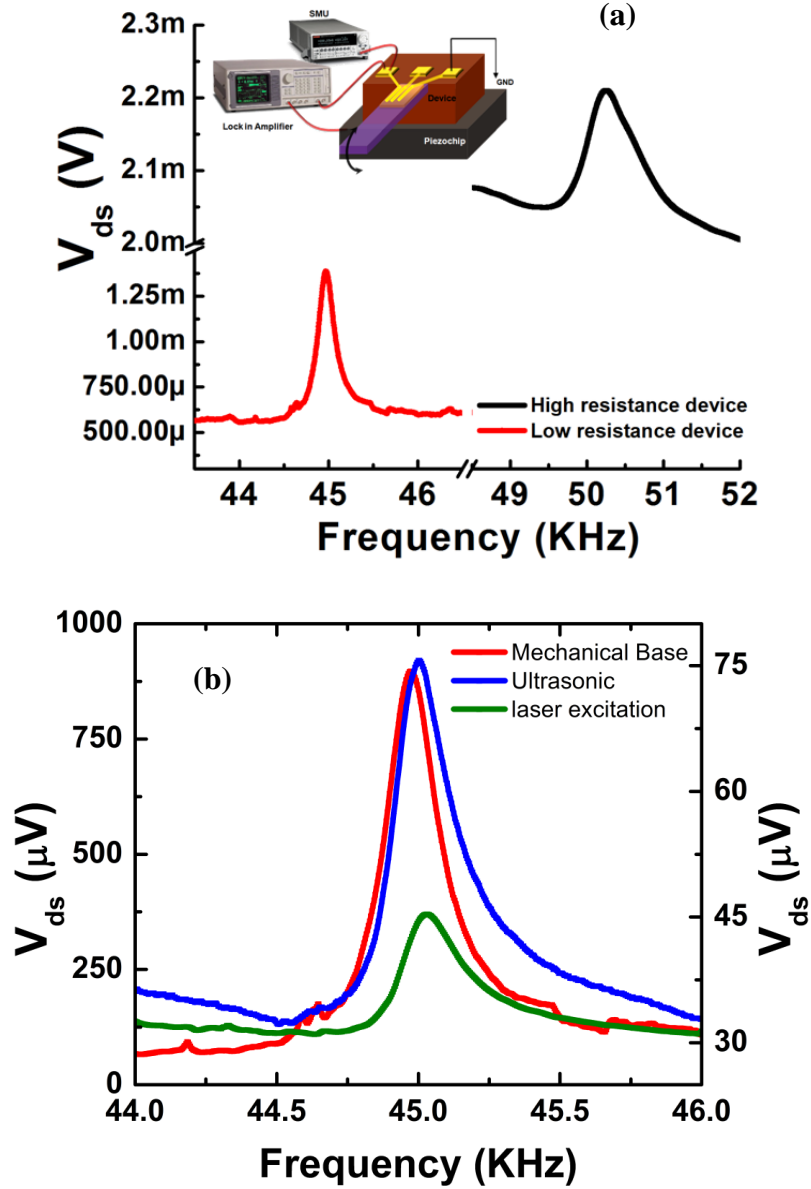 (a)
SMU
GND
Device
Lock in Amplifier
Piezochip
V_ds (V)
2.3m
2.2m
2.1m
2.0m
1.25m
1.00m
750.00μ
500.00μ
High resistance device
Low resistance device
44 45 46 49 50 51 52
Frequency (KHz)
(b)
Mechanical Base
Ultrasonic
laser excitation
V_ds (μV)
1000
750
500
250
0
75
60
45
30
V_ds (μV)
44.0 44.5 45.0 45.5 46.0
Frequency (KHz)